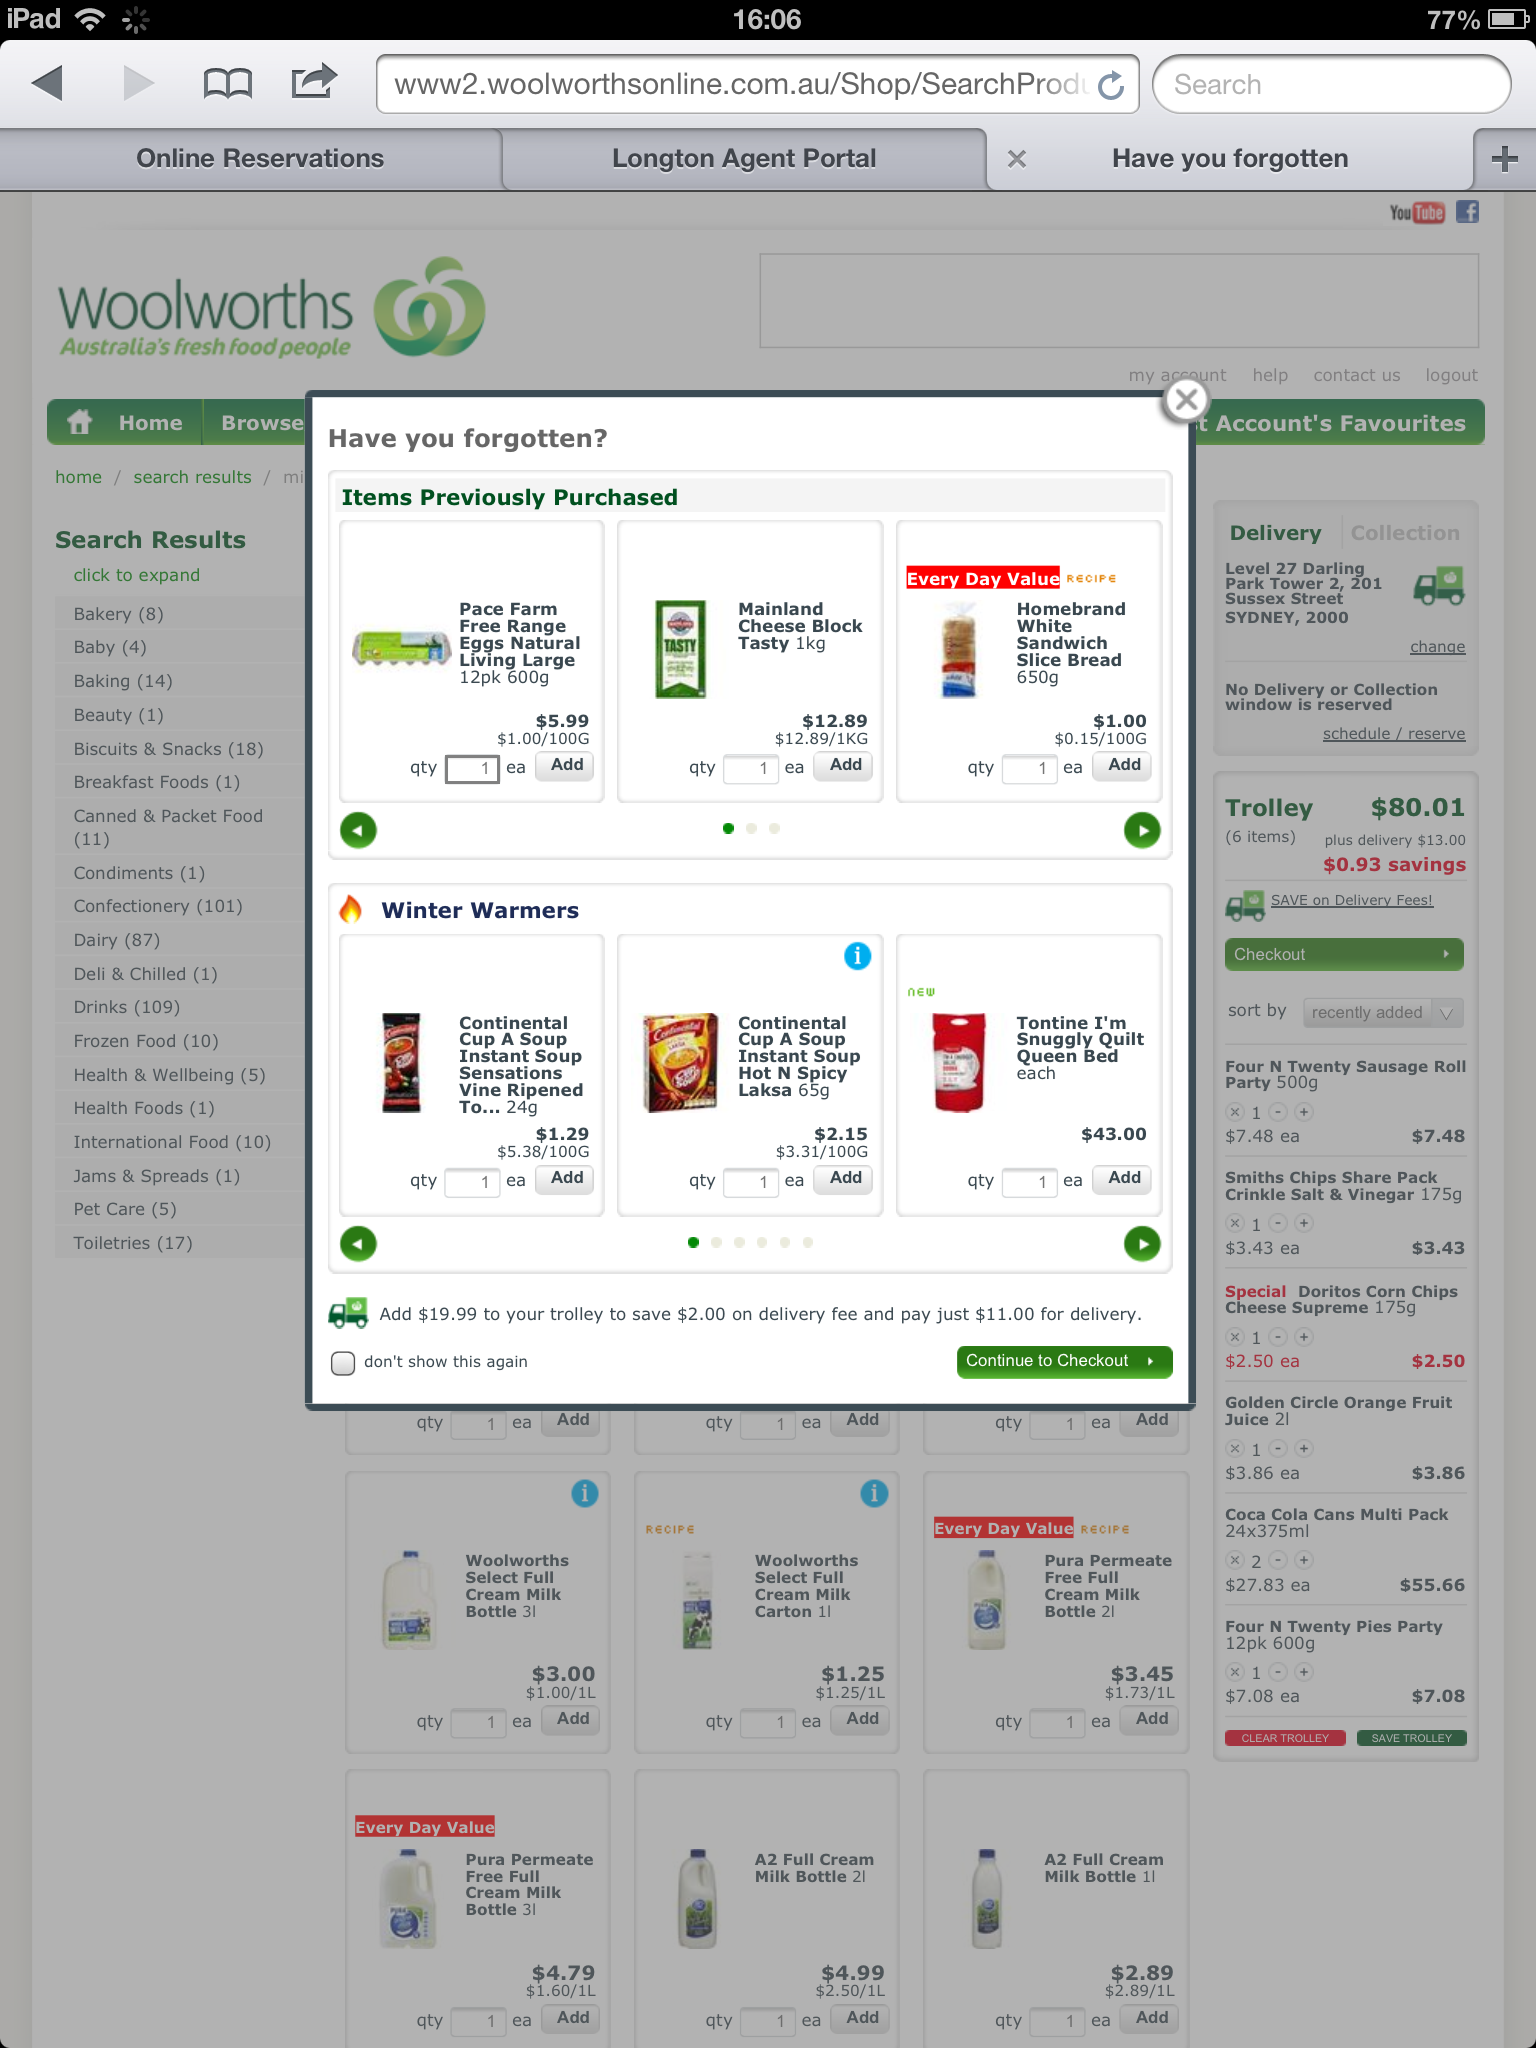 iPad
16:06
77%
www2.woolworthsonline.com.au/Shop/SearchProdu
Search
Online Reservations
Longton Agent Portal
Have you forgotten
YouTube
Woolworths
Australia's fresh food people
my account help contact us logout
Home
Browse
t Account's Favourites
home / search results / mi
Search Results
click to expand
Bakery (8)
Baby (4)
Baking (14)
Beauty (1)
Biscuits & Snacks (18)
Breakfast Foods (1)
Canned & Packet Food
(11)
Condiments (1)
Confectionery (101)
Dairy (87)
Deli & Chilled (1)
Drinks (109)
Frozen Food (10)
Health & Wellbeing (5)
Health Foods (1)
International Food (10)
Jams & Spreads (1)
Pet Care (5)
Toiletries (17)
Have you forgotten?
Items Previously Purchased
Pace Farm
Free Range
Eggs Natural
Living Large
12pk 600g
$5.99
$1.00/100G
qty 1 ea Add
TASTY
Mainland
Cheese Block
Tasty 1kg
$12.89
$12.89/1KG
qty 1 ea Add
Every Day Value RECIPE
Homebrand
White
Sandwich
Slice Bread
650g
$1.00
$0.15/100G
qty 1 ea Add
Winter Warmers
Continental
Cup A Soup
Instant Soup
Sensations
Vine Ripened
To... 24g
$1.29
$5.38/100G
qty 1 ea Add
Continental
Cup A Soup
Instant Soup
Hot N Spicy
Laksa 65g
$2.15
$3.31/100G
qty 1 ea Add
new
Tontine I'm
Snuggly Quilt
Queen Bed
each
$43.00
qty 1 ea Add
Add $19.99 to your trolley to save $2.00 on delivery fee and pay just $11.00 for delivery.
don't show this again
Continue to Checkout
qty 1 ea Add
qty 1 ea Add
qty 1 ea Add
Woolworths
Select Full
Cream Milk
Bottle 3l
$3.00
$1.00/1L
qty 1 ea Add
RECIPE
Woolworths
Select Full
Cream Milk
Carton 1l
$1.25
$1.25/1L
qty 1 ea Add
Every Day Value RECIPE
Pura Permeate
Free Full
Cream Milk
Bottle 2l
$3.45
$1.73/1L
qty 1 ea Add
Every Day Value
Pura Permeate
Free Full
Cream Milk
Bottle 3l
$4.79
$1.60/1L
qty 1 ea Add
A2 Full Cream
Milk Bottle 2l
$4.99
$2.50/1L
qty 1 ea Add
A2 Full Cream
Milk Bottle 1l
$2.89
$2.89/1L
qty 1 ea Add
Delivery Collection
Level 27 Darling
Park Tower 2, 201
Sussex Street
SYDNEY, 2000
change
No Delivery or Collection
window is reserved
schedule / reserve
Trolley $80.01
(6 items) plus delivery $13.00
$0.93 savings
SAVE on Delivery Fees!
Checkout
sort by recently added
Four N Twenty Sausage Roll
Party 500g
1 - +
$7.48 ea $7.48
Smiths Chips Share Pack
Crinkle Salt & Vinegar 175g
1 - +
$3.43 ea $3.43
Special Doritos Corn Chips
Cheese Supreme 175g
1 - +
$2.50 ea $2.50
Golden Circle Orange Fruit
Juice 2l
1 - +
$3.86 ea $3.86
Coca Cola Cans Multi Pack
24x375ml
2 - +
$27.83 ea $55.66
Four N Twenty Pies Party
12pk 600g
1 - +
$7.08 ea $7.08
CLEAR TROLLEY SAVE TROLLEY